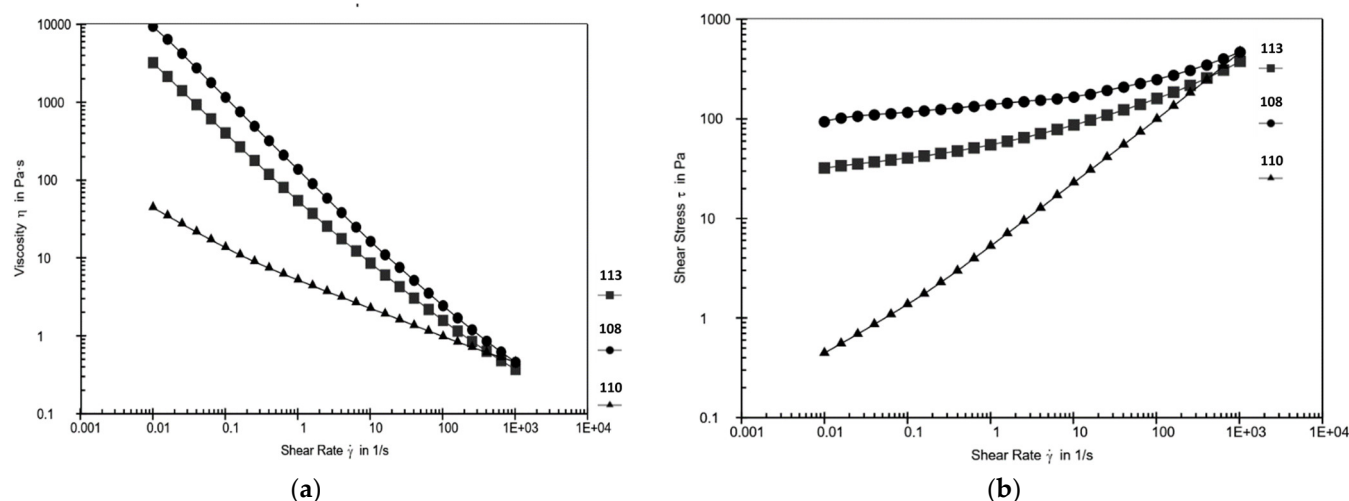 10000
1000
100
10
1
0.1
Viscosity η in Pa·s
0.001 0.01 0.1 1 10 100 1E+03 1E+04
Shear Rate γ̇ in 1/s
113
108
110
(a)
1000
100
10
1
0.1
Shear Stress τ in Pa
0.001 0.01 0.1 1 10 100 1E+03 1E+04
Shear Rate γ̇ in 1/s
113
108
110
(b)